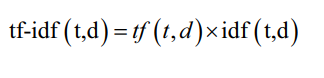 tf-idf (t,d) = tf (t,d) × idf (t,d)